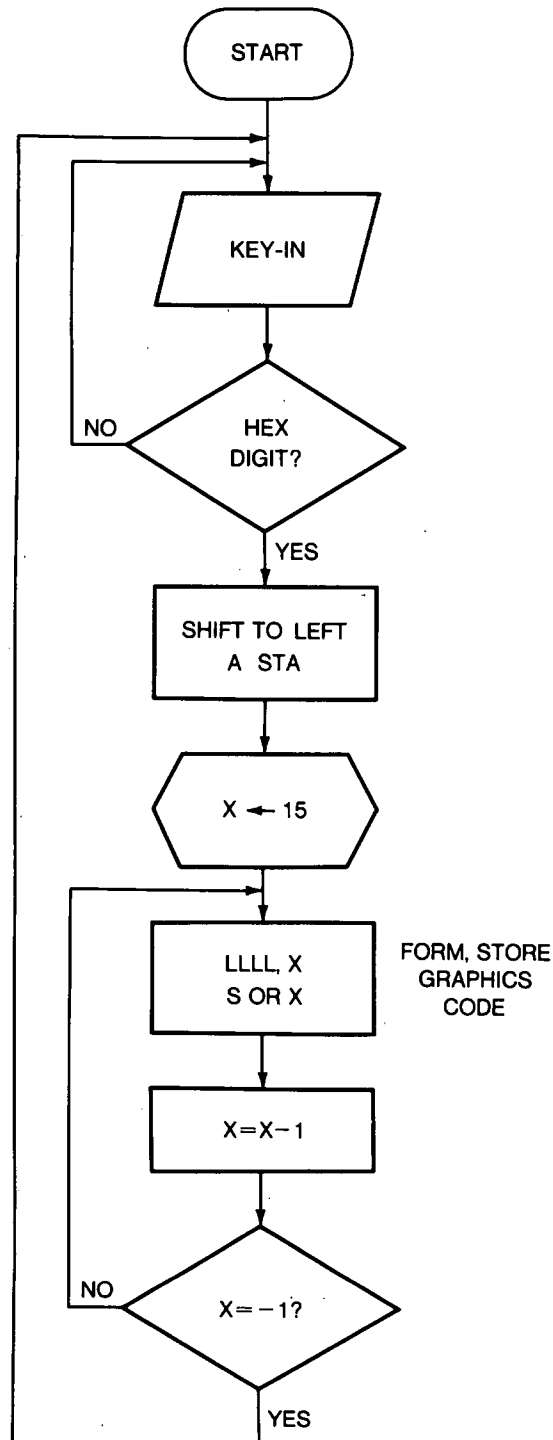 START
KEY-IN
NO
HEX
DIGIT?
YES
SHIFT TO LEFT
A STA
X ← 15
LLLL, X
S OR X
FORM, STORE
GRAPHICS
CODE
X=X−1
NO
X=−1?
YES